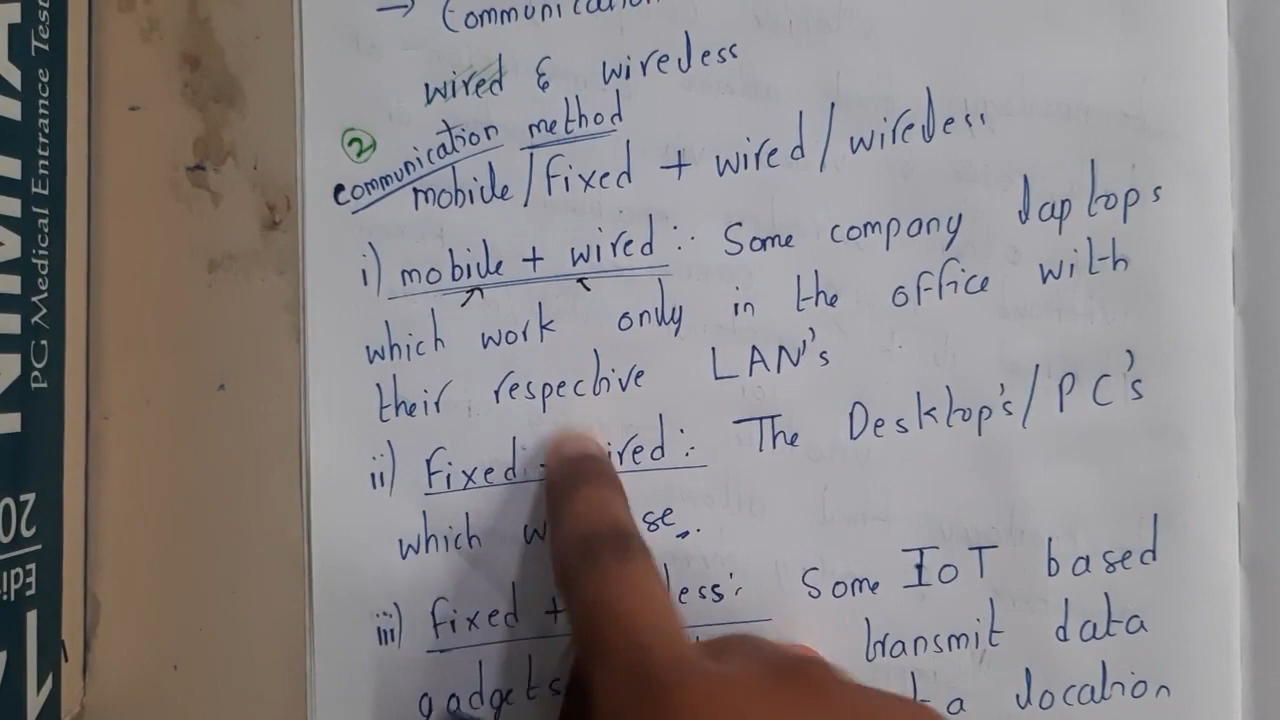 → Communication
wired & wireless
② communication method
mobile/Fixed + wired/wireless
i) mobile + wired :- Some company laptops
which work only in the office with
their respective LAN's
ii) Fixed + wired :- The Desktop's/PC's
which
iii) fixed + Some IoT based
gadgets transmit data
a location
PG Medical Entrance Test